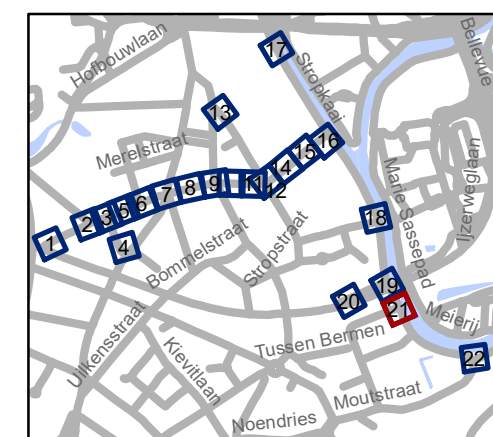 Hofbouwlaan
17
Stropkaai
Bellevue
13
Merelstraat
16
15
14
IJzerweglaan
Marie Sassepad
1
2
3
5
6
7
8
9
11
12
4
18
Bommelstraat
Stropstraat
19
20
21
Meierij
Uilkensstraat
Tussen Bermen
Kievitlaan
22
Moutstraat
Noendries